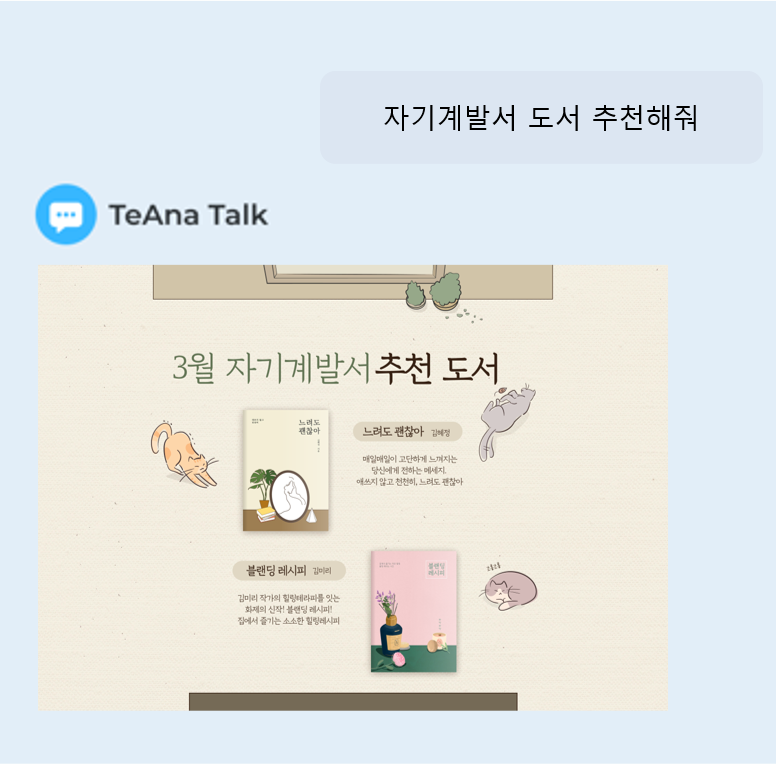 자기계발서 도서 추천해줘
TeAna Talk
3월 자기계발서 추천 도서
느려도
괜찮아
느려도 괜찮아 김혜정
매일매일이 고단하게 느껴지는
당신에게 전하는 메세지.
애쓰지 않고 천천히, 느려도 괜찮아
블랜딩 레시피 김미리
김미리 작가의 힐링테라피를 잇는
화제의 신작! 블랜딩 레시피!
집에서 즐기는 소소한 힐링레시피
블랜딩
레시피